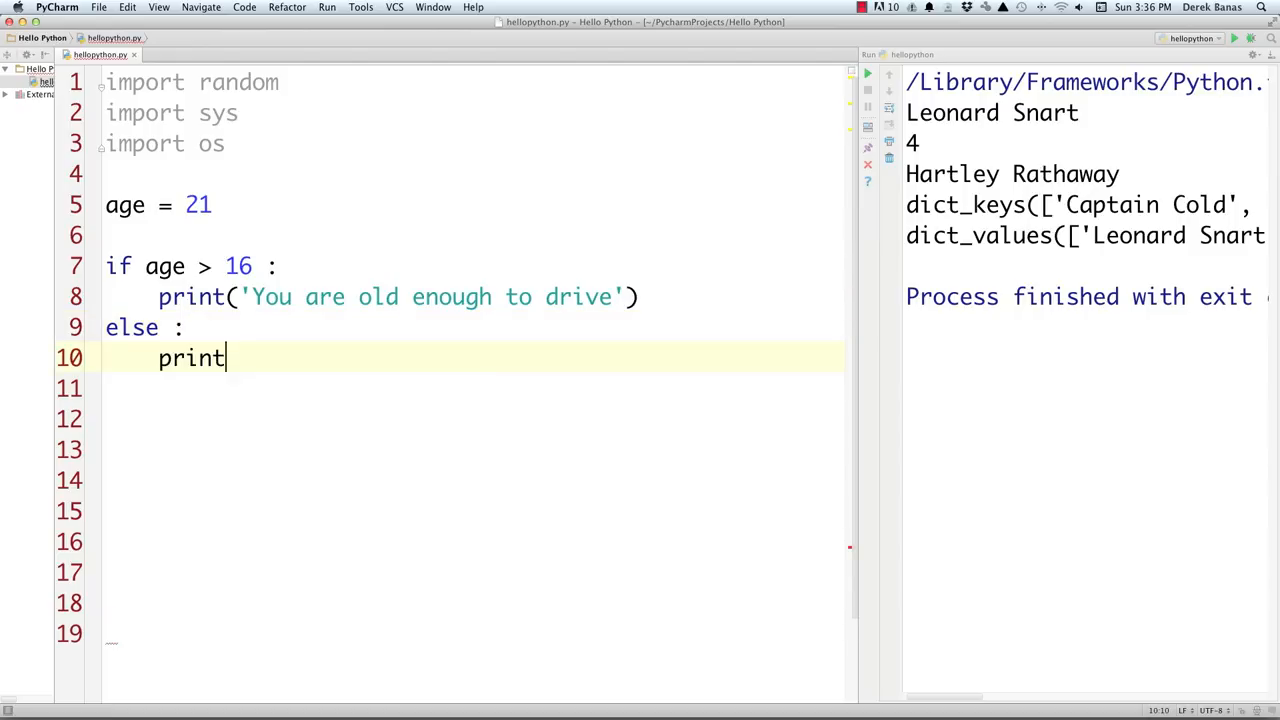 PyCharm File Edit View Navigate Code Refactor Run Tools VCS Window Help 10 Sun 3:36 PM Derek Banas
hellopython.py – Hello Python – [~/PycharmProjects/Hello Python]
Hello Python hellopython.py hellopython
hellopython.py Run hellopython
Hello P
hell
Extern
1 import random
2 import sys
3 import os
4
5 age = 21
6
7 if age > 16 :
8 print('You are old enough to drive')
9 else :
10 print
11
12
13
14
15
16
17
18
19
/Library/Frameworks/Python.
Leonard Snart
4
Hartley Rathaway
dict_keys(['Captain Cold',
dict_values(['Leonard Snart
Process finished with exit
10:10 LF UTF-8